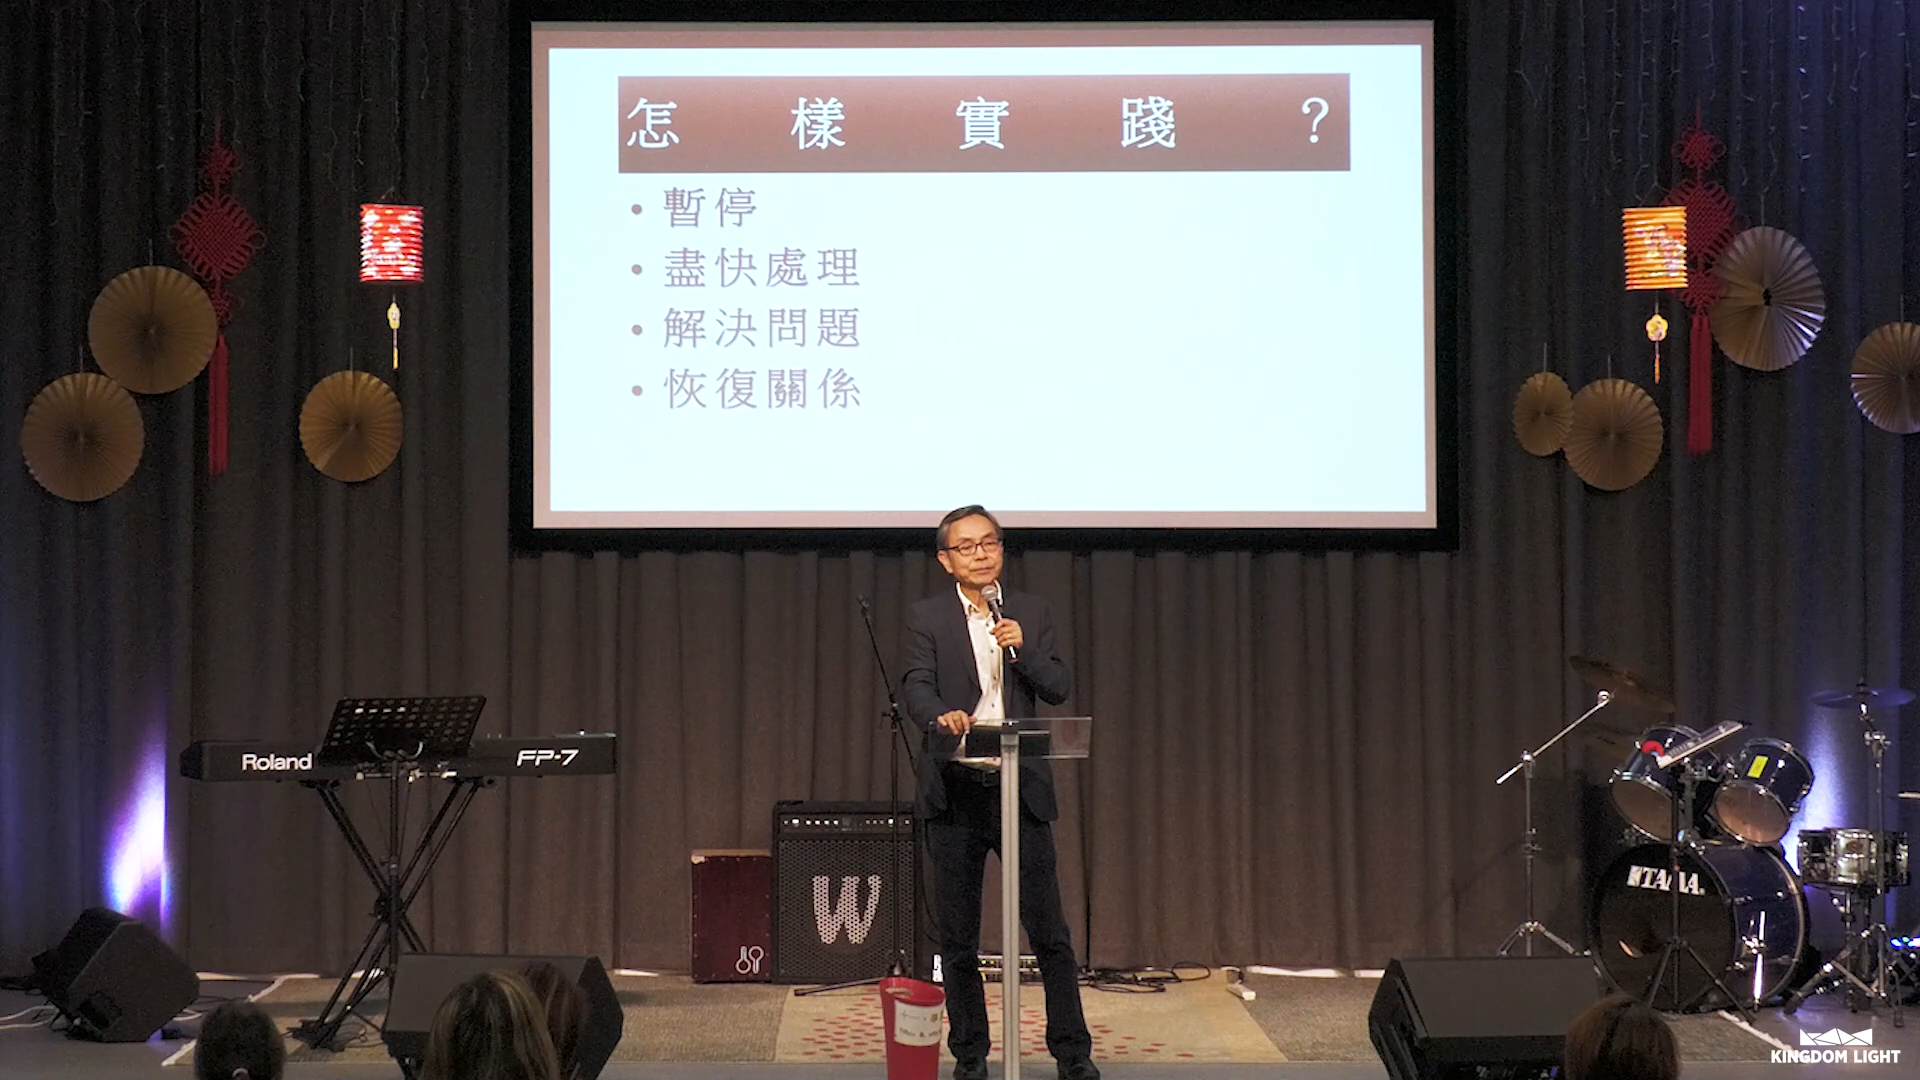 怎樣實踐?
• 暫停
• 盡快處理
• 解決問題
• 恢復關係
Roland
FP-7
W
TAMA
KINGDOM LIGHT